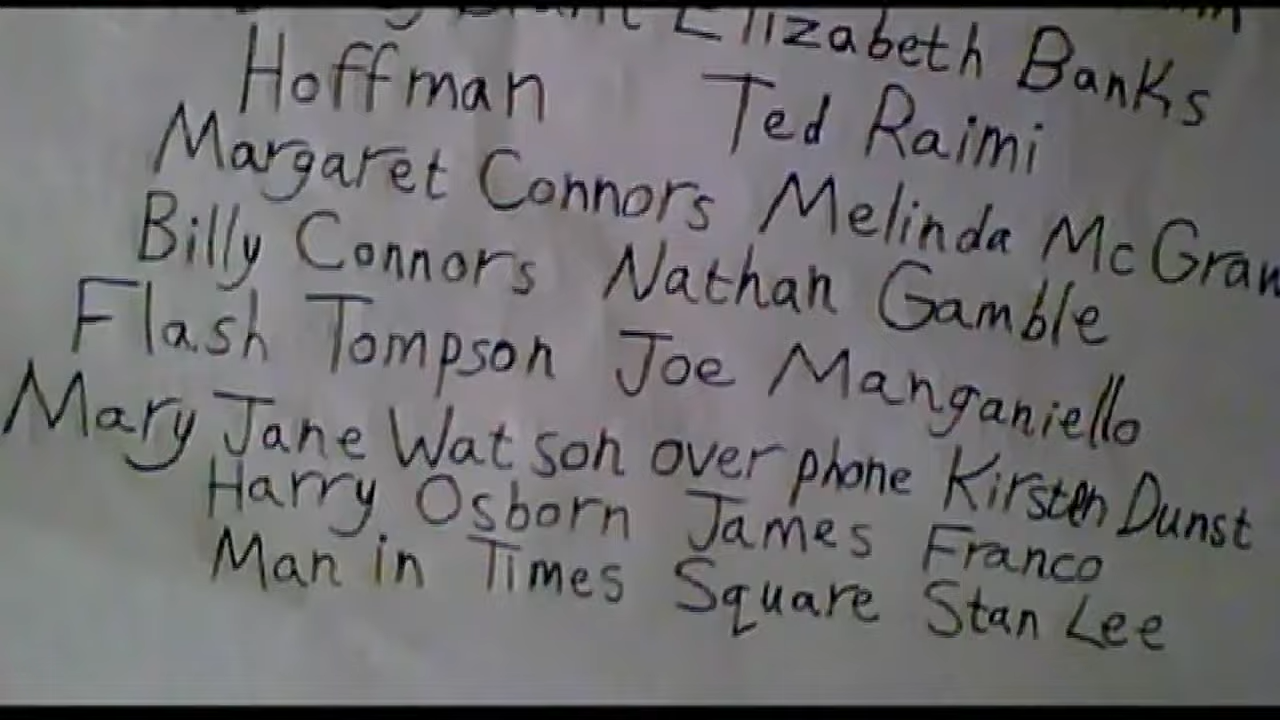 Elizabeth Banks
Hoffman Ted Raimi
Margaret Connors Melinda McGraw
Billy Connors Nathan Gamble
Flash Tompson Joe Manganiello
Mary Jane Watson over phone Kirsten Dunst
Harry Osborn James Franco
Man in Times Square Stan Lee